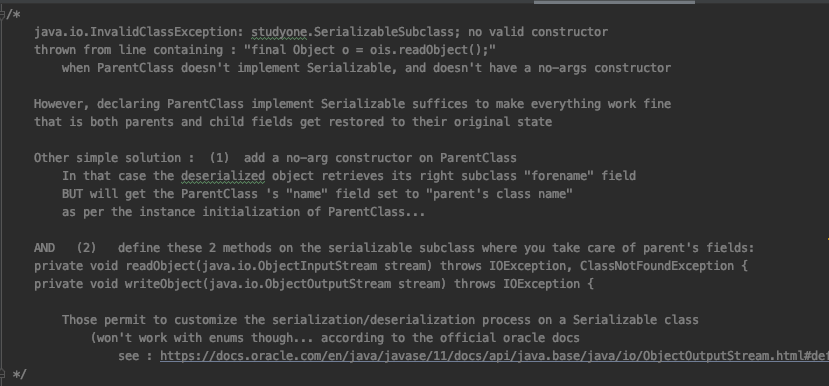 /*
java.io.InvalidClassException: studyone.SerializableSubclass; no valid constructor
thrown from line containing : "final Object o = ois.readObject();"
when ParentClass doesn't implement Serializable, and doesn't have a no-args constructor
However, declaring ParentClass implement Serializable suffices to make everything work fine
that is both parents and child fields get restored to their original state
Other simple solution :  (1)  add a no-arg constructor on ParentClass
In that case the deserialized object retrieves its right subclass "forename" field
BUT will get the ParentClass 's "name" field set to "parent's class name"
as per the instance initialization of ParentClass...
AND   (2)   define these 2 methods on the serializable subclass where you take care of parent's fields:
private void readObject(java.io.ObjectInputStream stream) throws IOException, ClassNotFoundException {
private void writeObject(java.io.ObjectOutputStream stream) throws IOException {
Those permit to customize the serialization/deserialization process on a Serializable class
(won't work with enums though... according to the official oracle docs
see : https://docs.oracle.com/en/java/javase/11/docs/api/java.base/java/io/ObjectOutputStream.html#def
*/